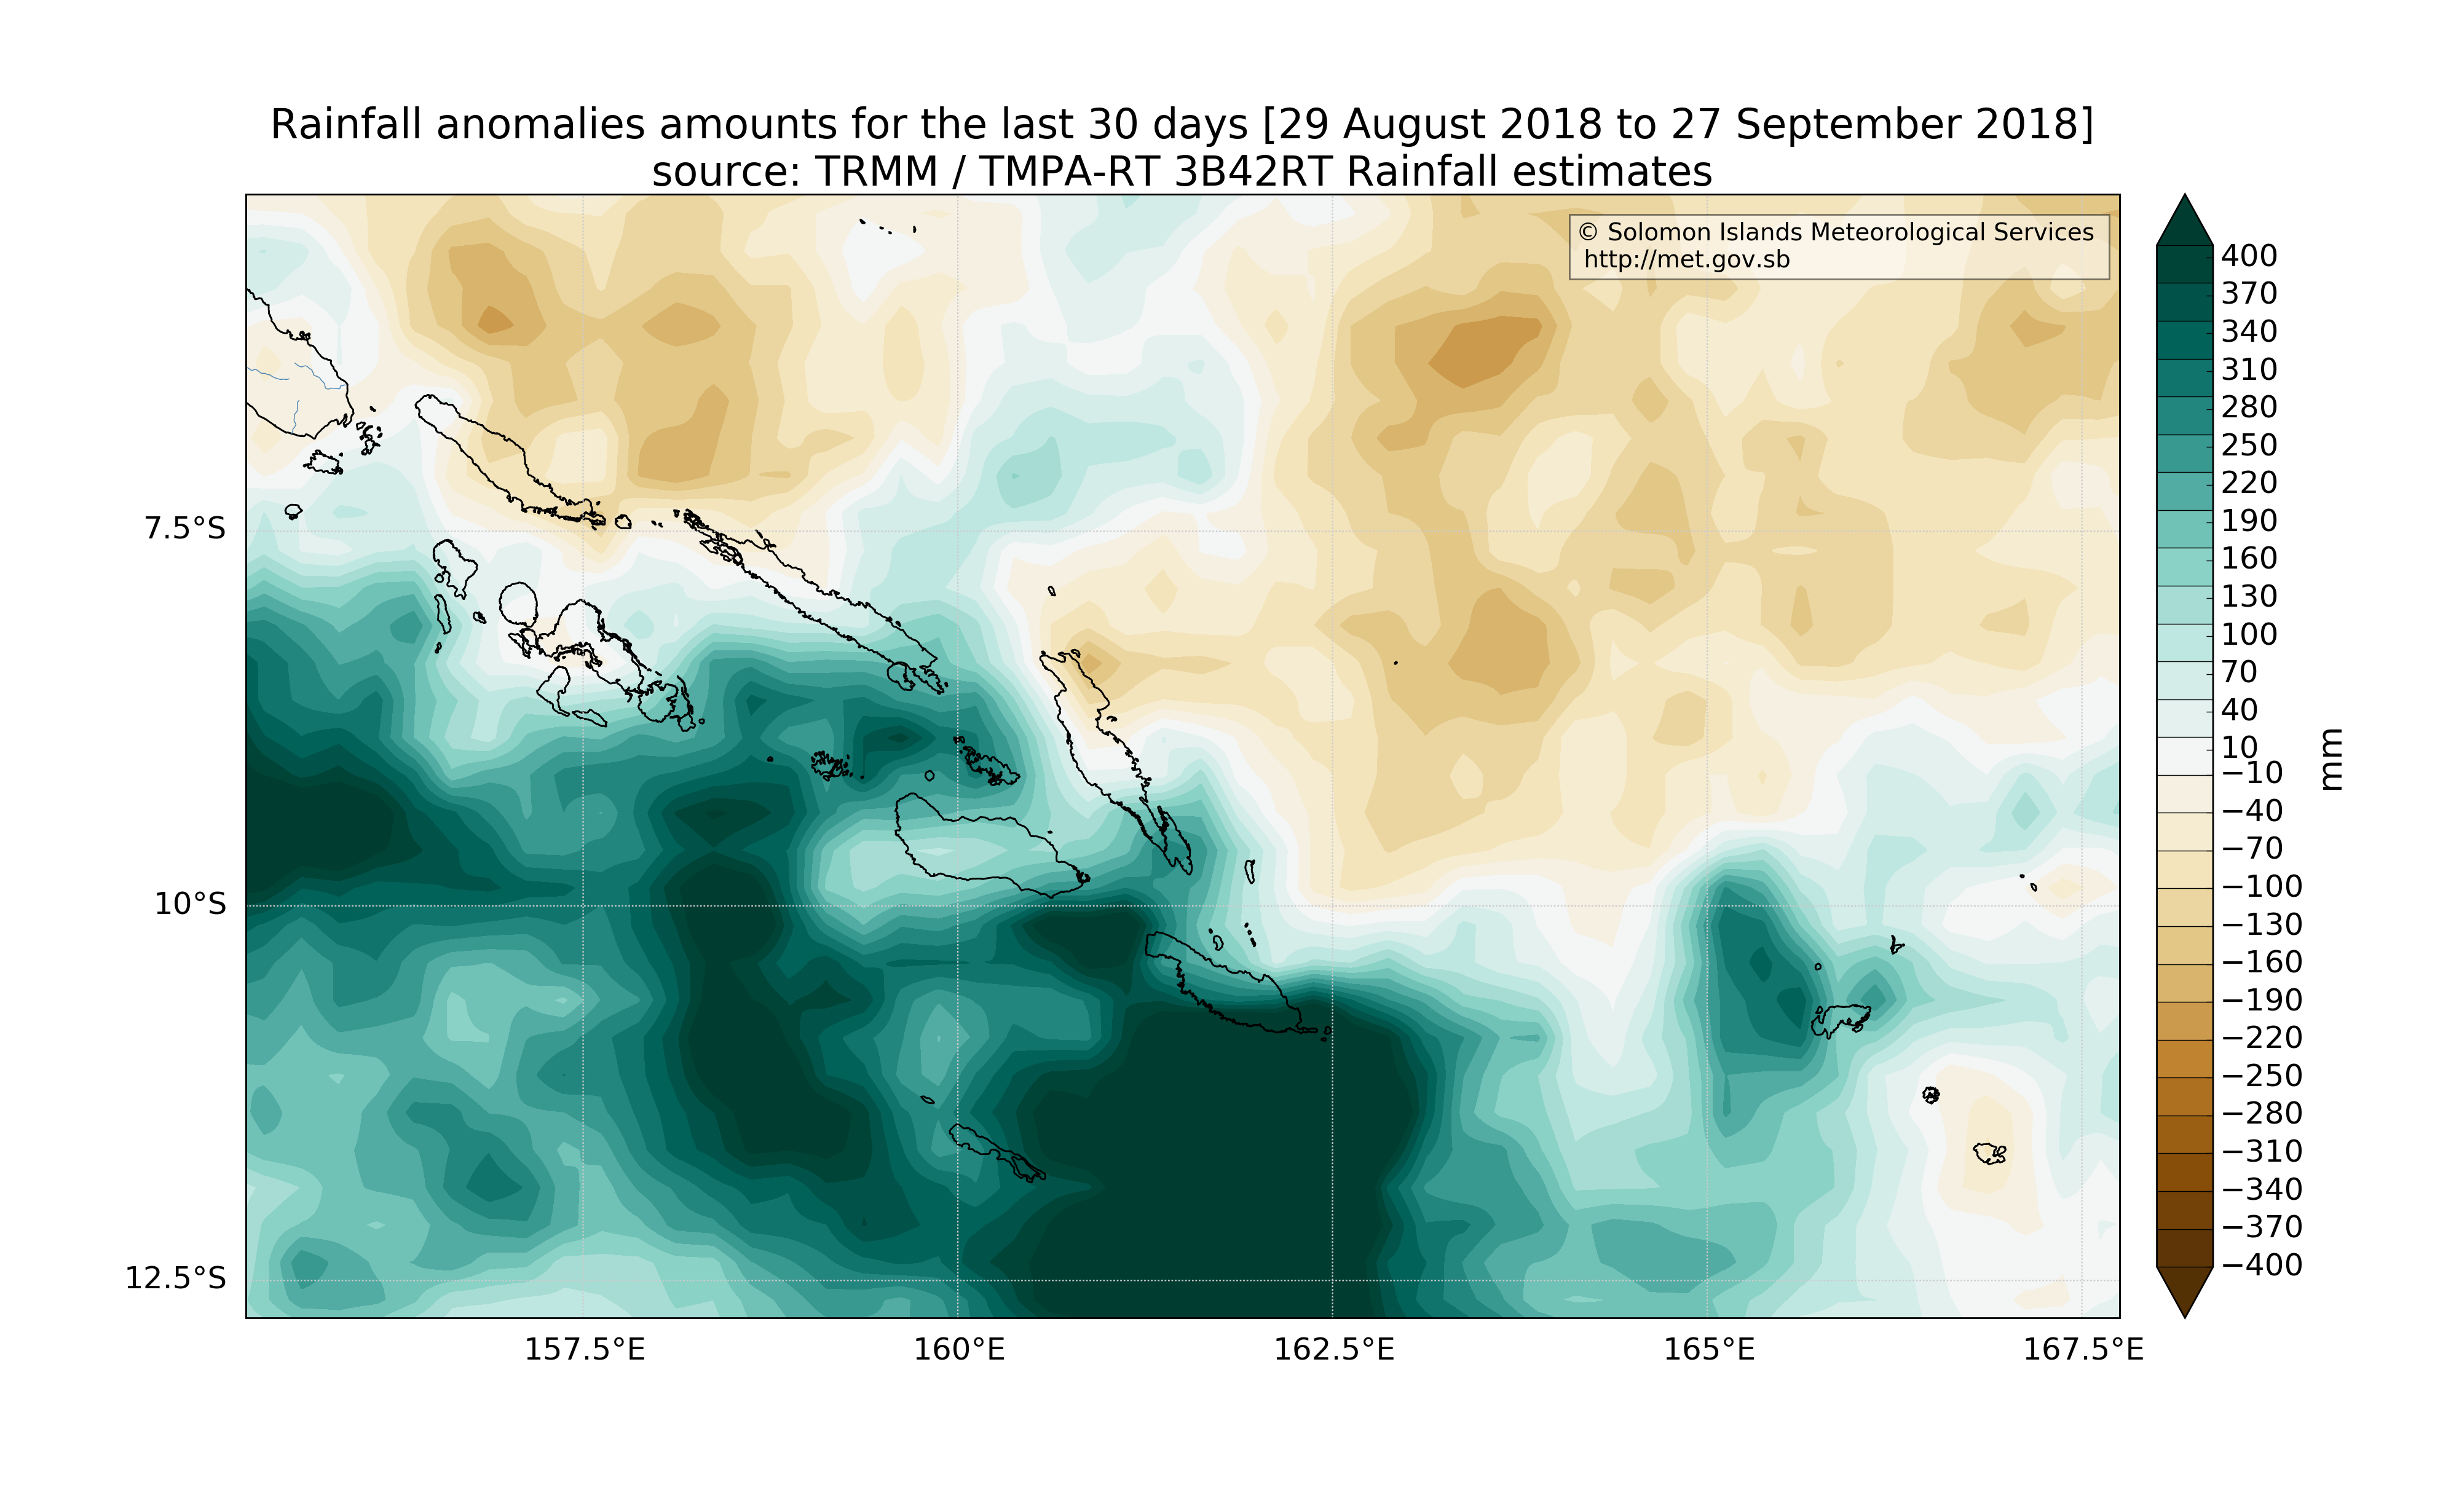 Rainfall anomalies amounts for the last 30 days [29 August 2018 to 27 September 2018]
source: TRMM / TMPA-RT 3B42RT Rainfall estimates
© Solomon Islands Meteorological Services
http://met.gov.sb
7.5°S
10°S
12.5°S
157.5°E
160°E
162.5°E
165°E
167.5°E
400
370
340
310
280
250
220
190
160
130
100
70
40
10
−10
−40
−70
−100
−130
−160
−190
−220
−250
−280
−310
−340
−370
−400
mm